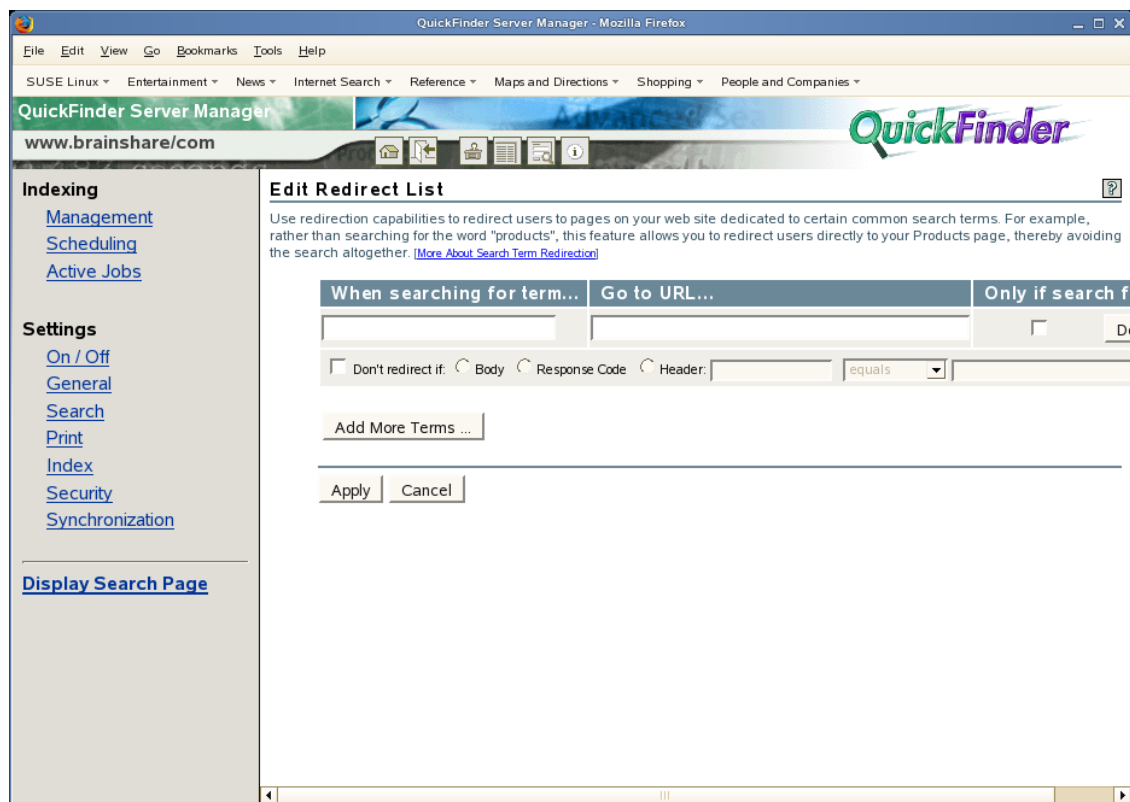 QuickFinder Server Manager - Mozilla Firefox
File Edit View Go Bookmarks Tools Help
SUSE Linux Entertainment News Internet Search Reference Maps and Directions Shopping People and Companies
QuickFinder Server Manager
www.brainshare/com
QuickFinder
Indexing
Management
Scheduling
Active Jobs
Settings
On / Off
General
Search
Print
Index
Security
Synchronization
Display Search Page
Edit Redirect List
?
Use redirection capabilities to redirect users to pages on your web site dedicated to certain common search terms. For example,
rather than searching for the word "products", this feature allows you to redirect users directly to your Products page, thereby avoiding
the search altogether. [More About Search Term Redirection]
When searching for term... Go to URL... Only if search f
De
Don't redirect if: Body Response Code Header: equals
Add More Terms ...
Apply Cancel